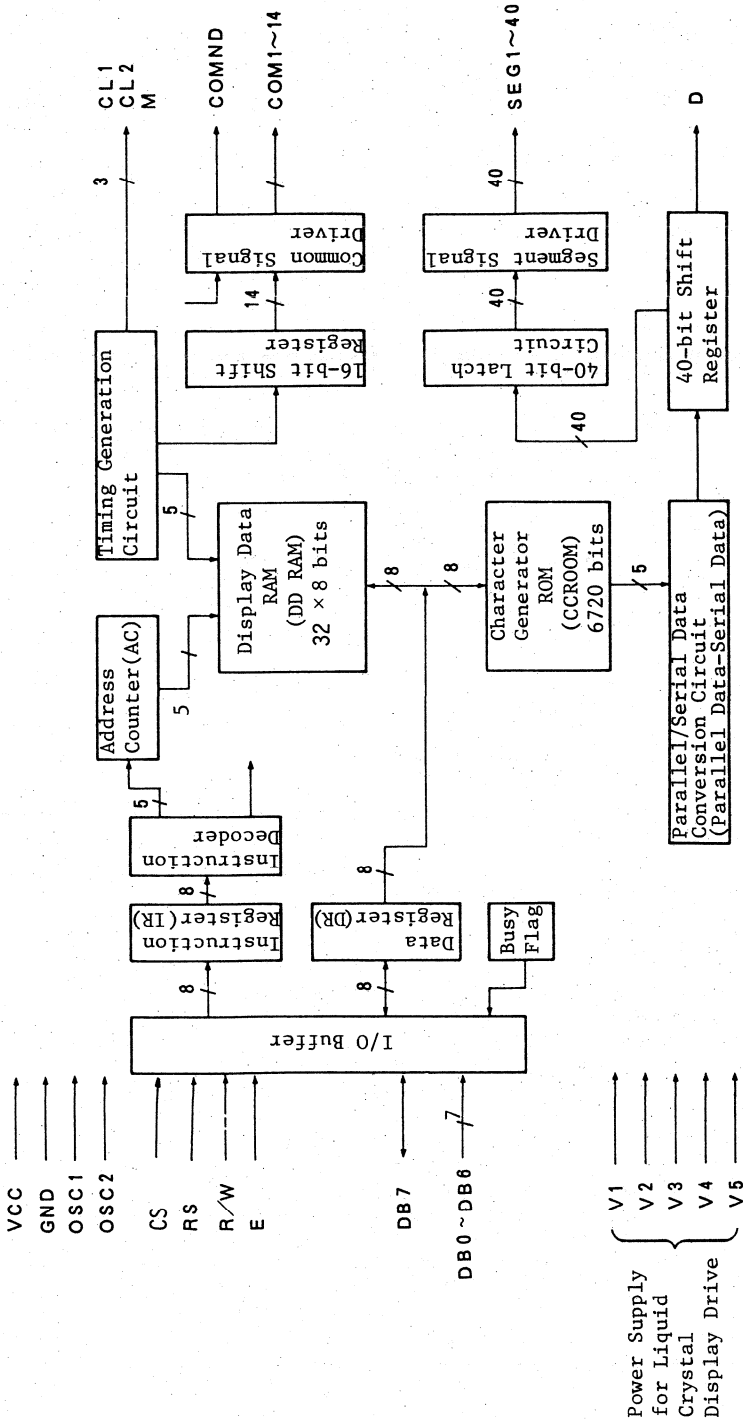 VCC
GND
OSC1
OSC2
CS
RS
R/W
E
DB7
DB0~DB6
7
Power Supply
for Liquid
Crystal
Display Drive
V1
V2
V3
V4
V5
I/O Buffer
8
Instruction
Register(IR)
8
Instruction
Decoder
5
Address
Counter(AC)
5
Timing Generation
Circuit
5
3
CL1
CL2
M
8
Data
Register(DR)
8
Busy
Flag
Display Data
RAM
(DD RAM)
32 × 8 bits
8
8
Character
Generator
ROM
(CCROOM)
6720 bits
5
Parallel/Serial Data
Conversion Circuit
(Parallel Data-Serial Data)
16-bit Shift
Register
14
Common Signal
Driver
COMND
COM1~14
40-bit Latch
Circuit
40
Segment Signal
Driver
40
SEG1~40
40
40-bit Shift
Register
D